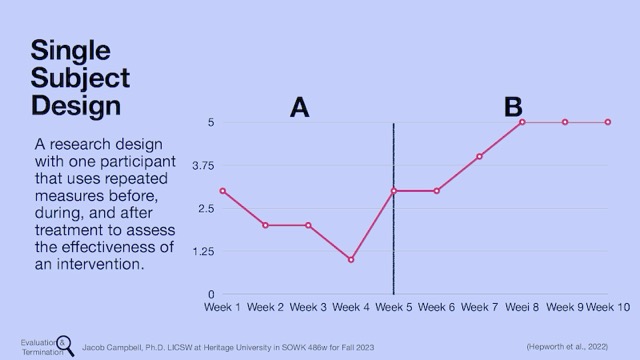 Single
Subject
Design
A research design
with one participant
that uses repeated
measures before,
during, and after
treatment to assess
the effectiveness of
an intervention.
A
B
5
3.75
2.5
1.25
0
Week 1 Week 2 Week 3 Week 4 Week 5 Week 6 Week 7 Weei 8 Week 9 Week 10
Evaluation &
Termination
Jacob Campbell, Ph.D. LICSW at Heritage University in SOWK 486w for Fall 2023
(Hepworth et al., 2022)